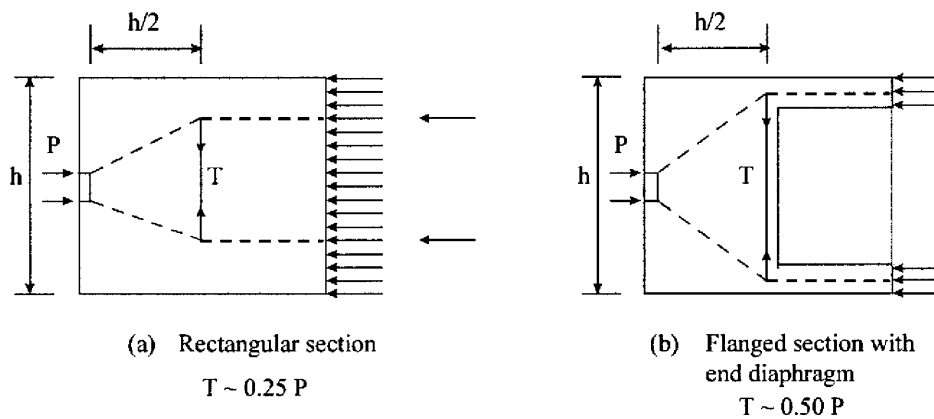 h/2
P
h
T
(a) Rectangular section
T ~ 0.25 P
h/2
P
h
T
(b) Flanged section with
end diaphragm
T ~ 0.50 P